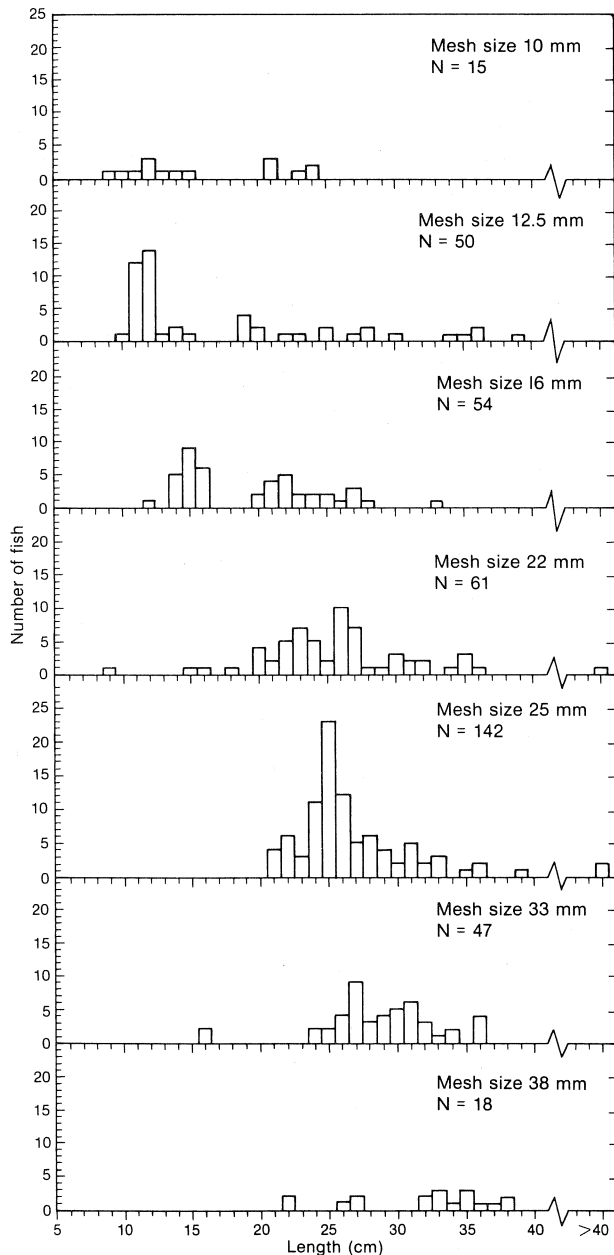 25
20
15
10
5
0
Mesh size 10 mm
N = 15
20
15
10
5
0
Mesh size 12.5 mm
N = 50
20
15
10
5
0
Mesh size l6 mm
N = 54
20
15
10
5
0
Mesh size 22 mm
N = 61
25
20
15
10
5
0
Mesh size 25 mm
N = 142
20
15
10
5
0
Mesh size 33 mm
N = 47
20
15
10
5
0
Mesh size 38 mm
N = 18
Number of fish
5 10 15 20 25 30 35 40 >40
Length (cm)